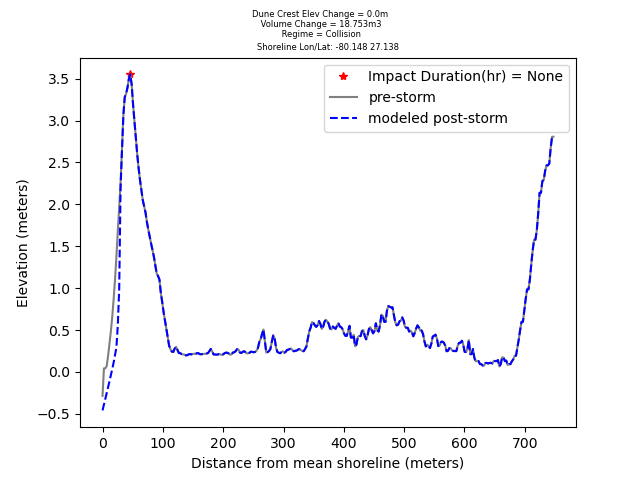 Dune Crest Elev Change = 0.0m
Volume Change = 18.753m3
Regime = Collision
Shoreline Lon/Lat: -80.148 27.138
Impact Duration(hr) = None
pre-storm
modeled post-storm
3.5
3.0
2.5
2.0
1.5
1.0
0.5
0.0
−0.5
Elevation (meters)
0 100 200 300 400 500 600 700
Distance from mean shoreline (meters)